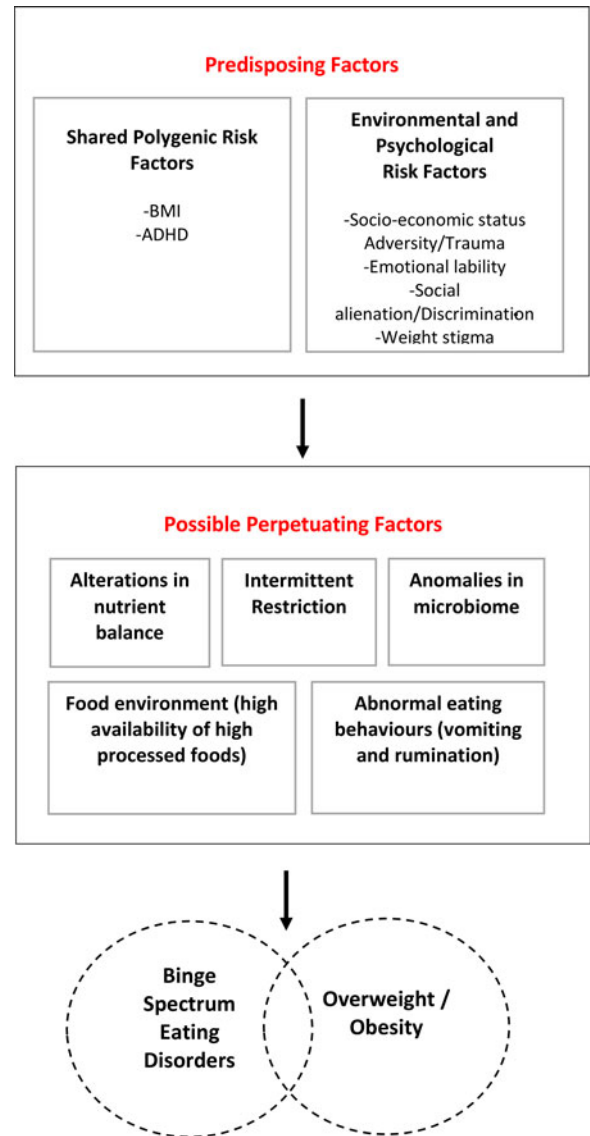 Predisposing Factors
Shared Polygenic Risk
Factors
-BMI
-ADHD
Environmental and
Psychological
Risk Factors
-Socio-economic status
Adversity/Trauma
-Emotional lability
-Social
alienation/Discrimination
-Weight stigma
Possible Perpetuating Factors
Alterations in
nutrient
balance
Intermittent
Restriction
Anomalies in
microbiome
Food environment (high
availability of high
processed foods)
Abnormal eating
behaviours (vomiting
and rumination)
Binge
Spectrum
Eating
Disorders
Overweight /
Obesity